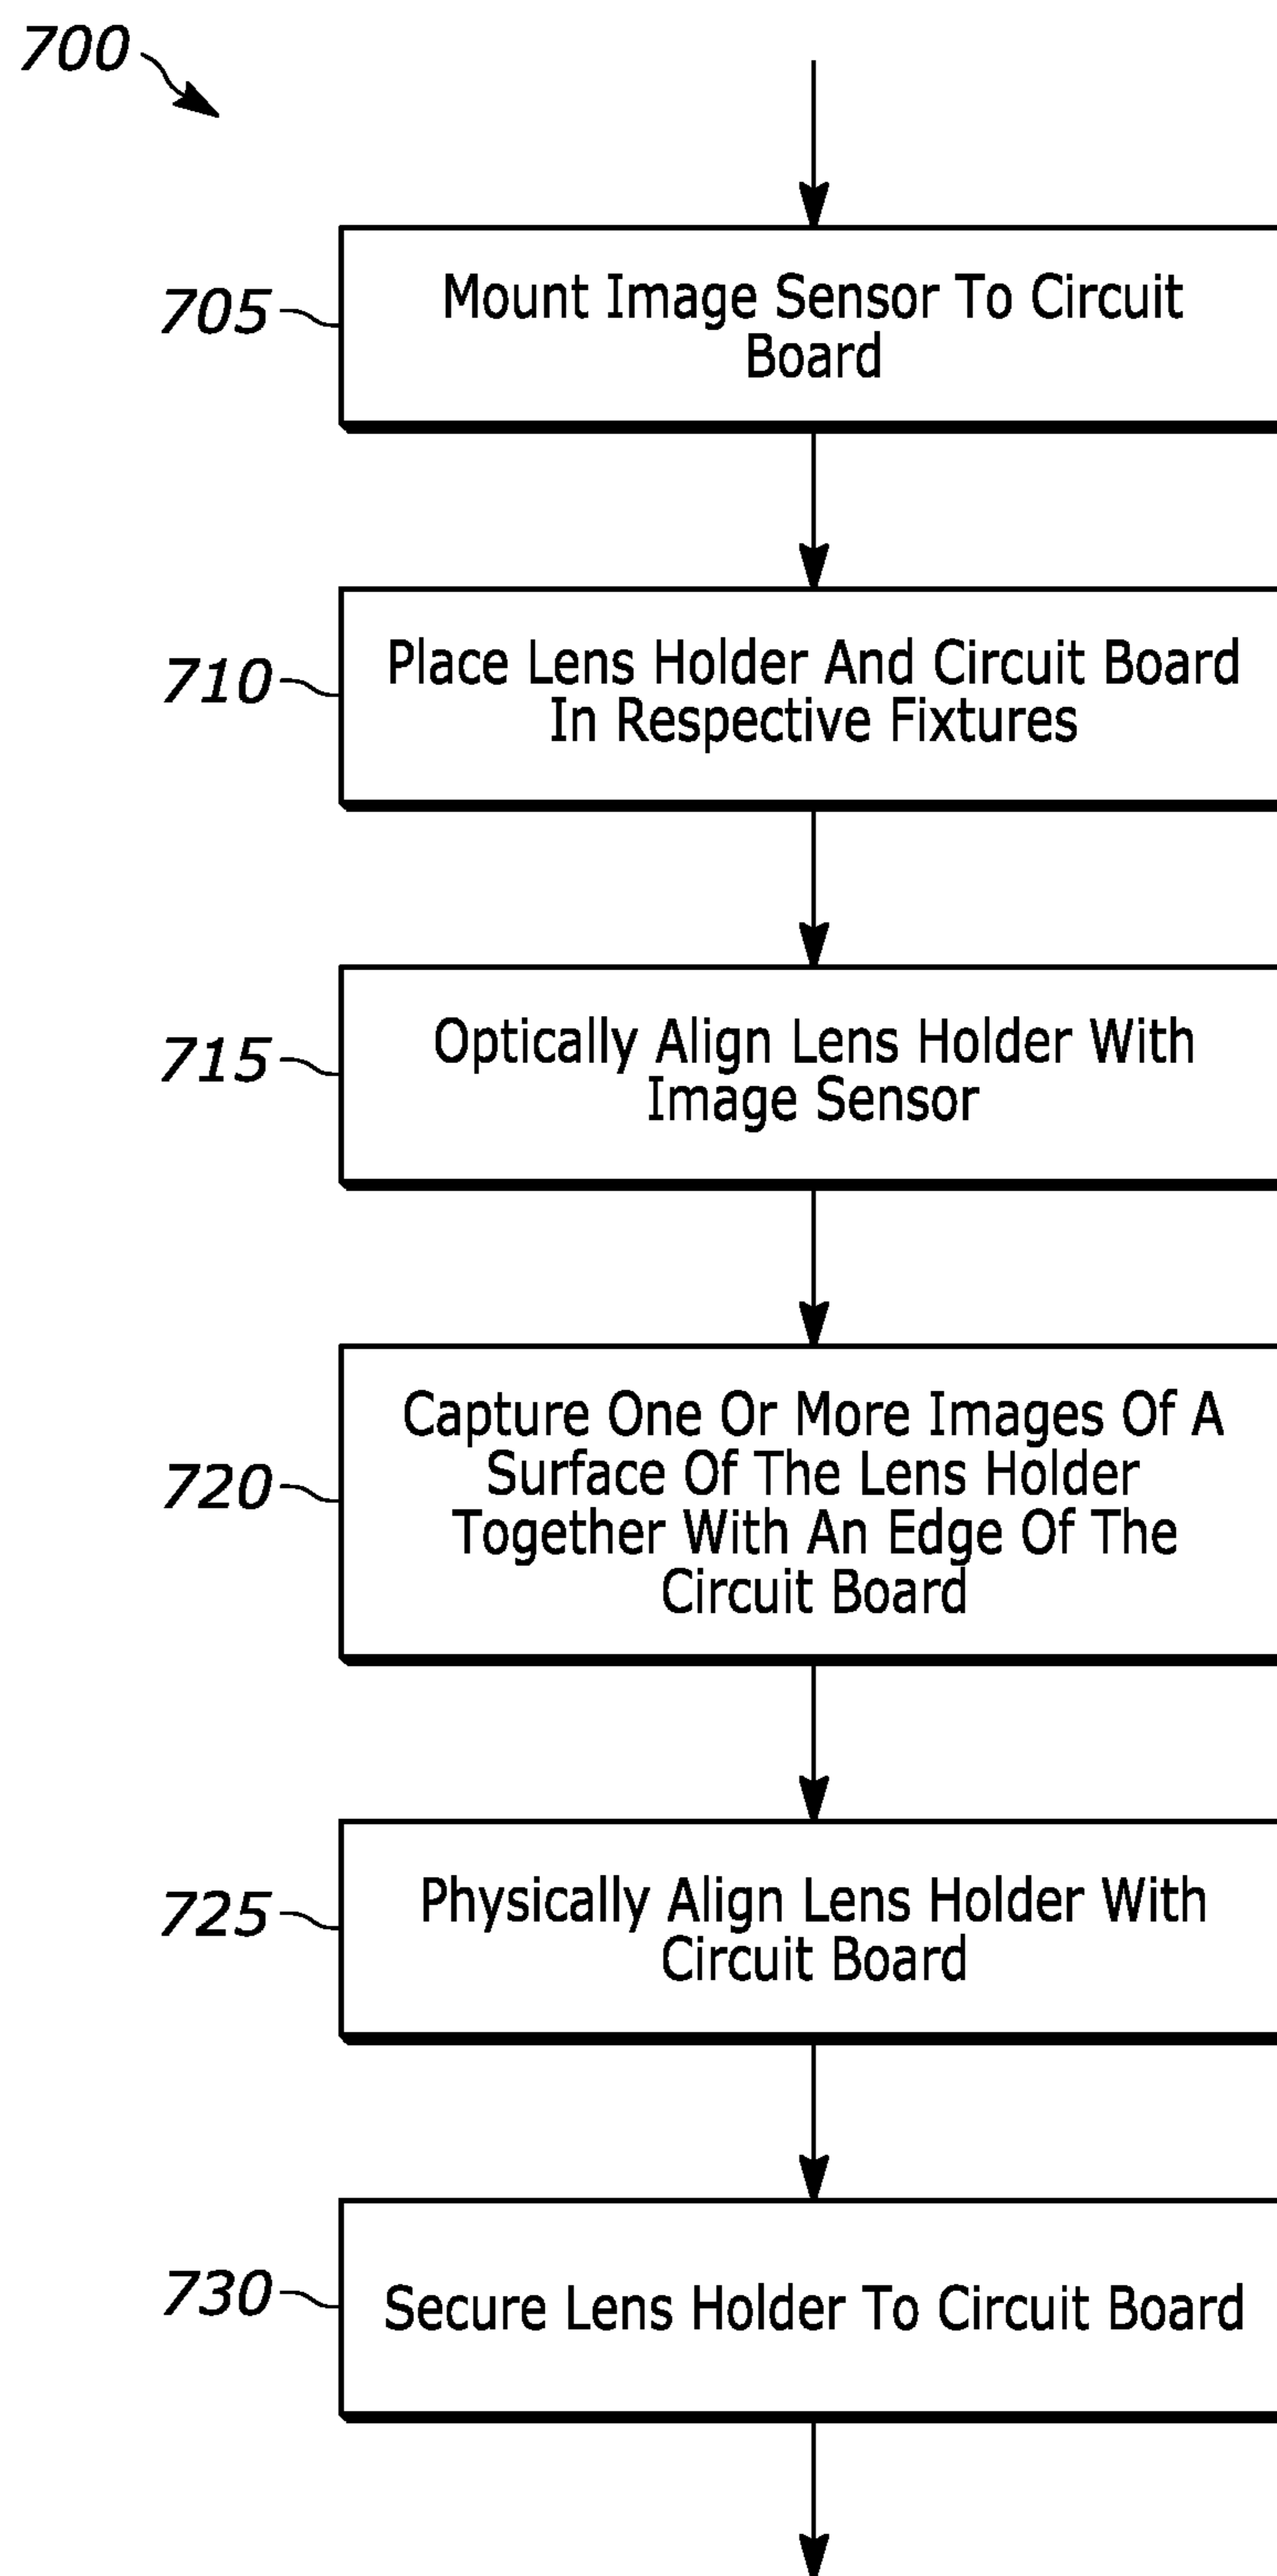 700
705
Mount Image Sensor To Circuit
Board
710
Place Lens Holder And Circuit Board
In Respective Fixtures
715
Optically Align Lens Holder With
Image Sensor
720
Capture One Or More Images Of A
Surface Of The Lens Holder
Together With An Edge Of The
Circuit Board
725
Physically Align Lens Holder With
Circuit Board
730
Secure Lens Holder To Circuit Board